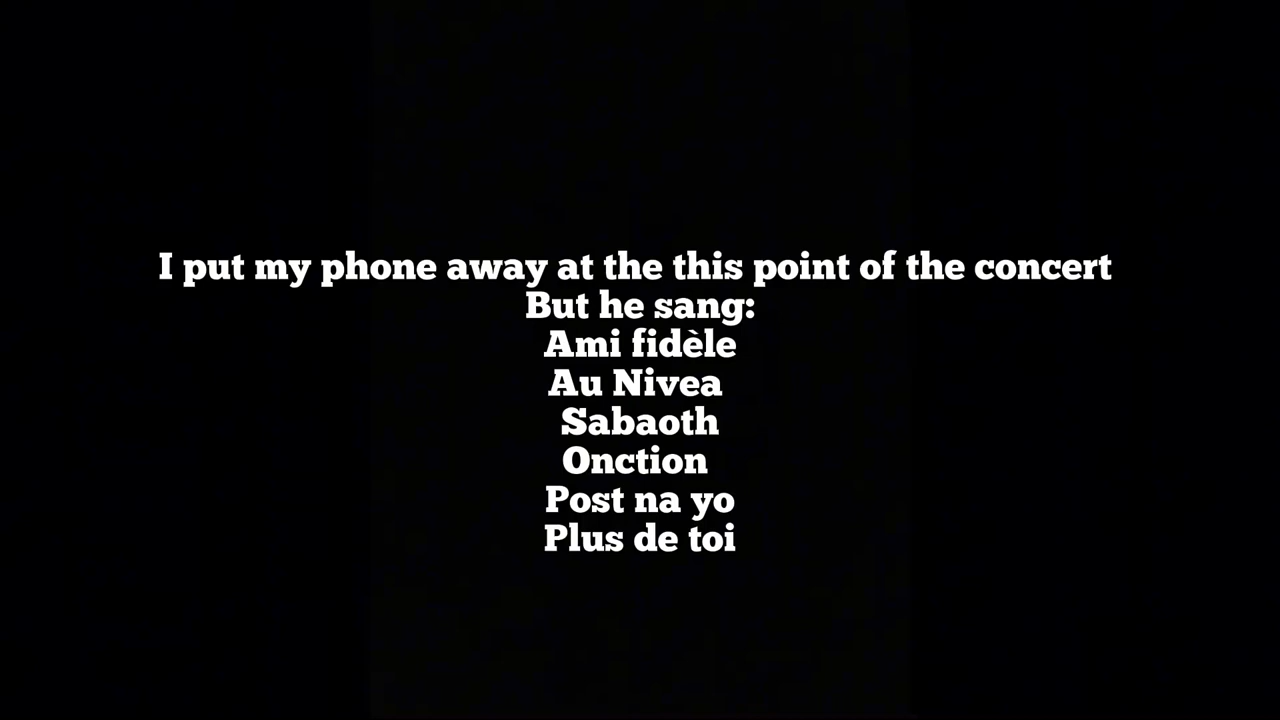 I put my phone away at the this point of the concert
But he sang:
Ami fidèle
Au Nivea
Sabaoth
Onction
Post na yo
Plus de toi